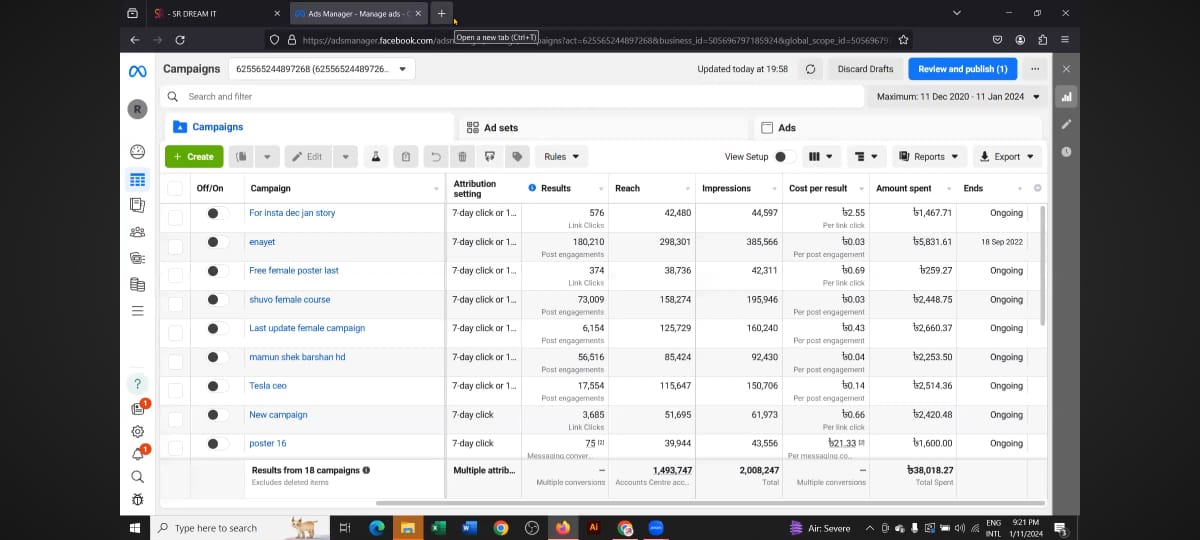 - SR DREAM IT
Ads Manager - Manage ads - C
Open a new tab (Ctrl+T)
https://adsmanager.facebook.com/adsm
aigns?act=625565244897268&business_id=505696797185924&global_scope_id=50569679
Campaigns
625565244897268 (62556524489726...
Updated today at 19:58
Discard Drafts
Review and publish (1)
R
Search and filter
Maximum: 11 Dec 2020 - 11 Jan 2024
Campaigns
Ad sets
Ads
+ Create
Edit
Rules
View Setup
Reports
Export
Off/On
Campaign
Attribution setting
Results
Reach
Impressions
Cost per result
Amount spent
Ends
For insta dec jan story 7-day click or 1... 576 42,480 44,597 ৳2.55 ৳1,467.71 Ongoing
Link Clicks Per link click
enayet 7-day click or 1... 180,210 298,301 385,566 ৳0.03 ৳5,831.61 18 Sep 2022
Post engagements Per post engagement
Free female poster last 7-day click or 1... 374 38,736 42,311 ৳0.69 ৳259.27 Ongoing
Link Clicks Per link click
shuvo female course 7-day click or 1... 73,009 158,274 195,946 ৳0.03 ৳2,448.75 Ongoing
Post engagements Per post engagement
Last update female campaign 7-day click or 1... 6,154 125,729 160,240 ৳0.43 ৳2,660.37 Ongoing
Post engagements Per post engagement
mamun shek barshan hd 7-day click or 1... 56,516 85,424 92,430 ৳0.04 ৳2,253.50 Ongoing
Post engagements Per post engagement
Tesla ceo 7-day click or 1... 17,554 115,647 150,706 ৳0.14 ৳2,514.36 Ongoing
Post engagements Per post engagement
New campaign 7-day click 3,685 51,695 61,973 ৳0.66 ৳2,420.48 Ongoing
Link Clicks Per link click
poster 16 7-day click 75 [2] 39,944 43,556 ৳21.33 [2] ৳1,600.00 Ongoing
Messaging conver... Per messaging co...
Results from 18 campaigns Multiple attrib... — 1,493,747 2,008,247 — ৳38,018.27
Excludes deleted items Multiple conversions Accounts Centre acc... Total Multiple conversions Total Spent
?
1
1
Type here to search
Ai
Air: Severe
ENG
INTL
9:21 PM
1/11/2024
3